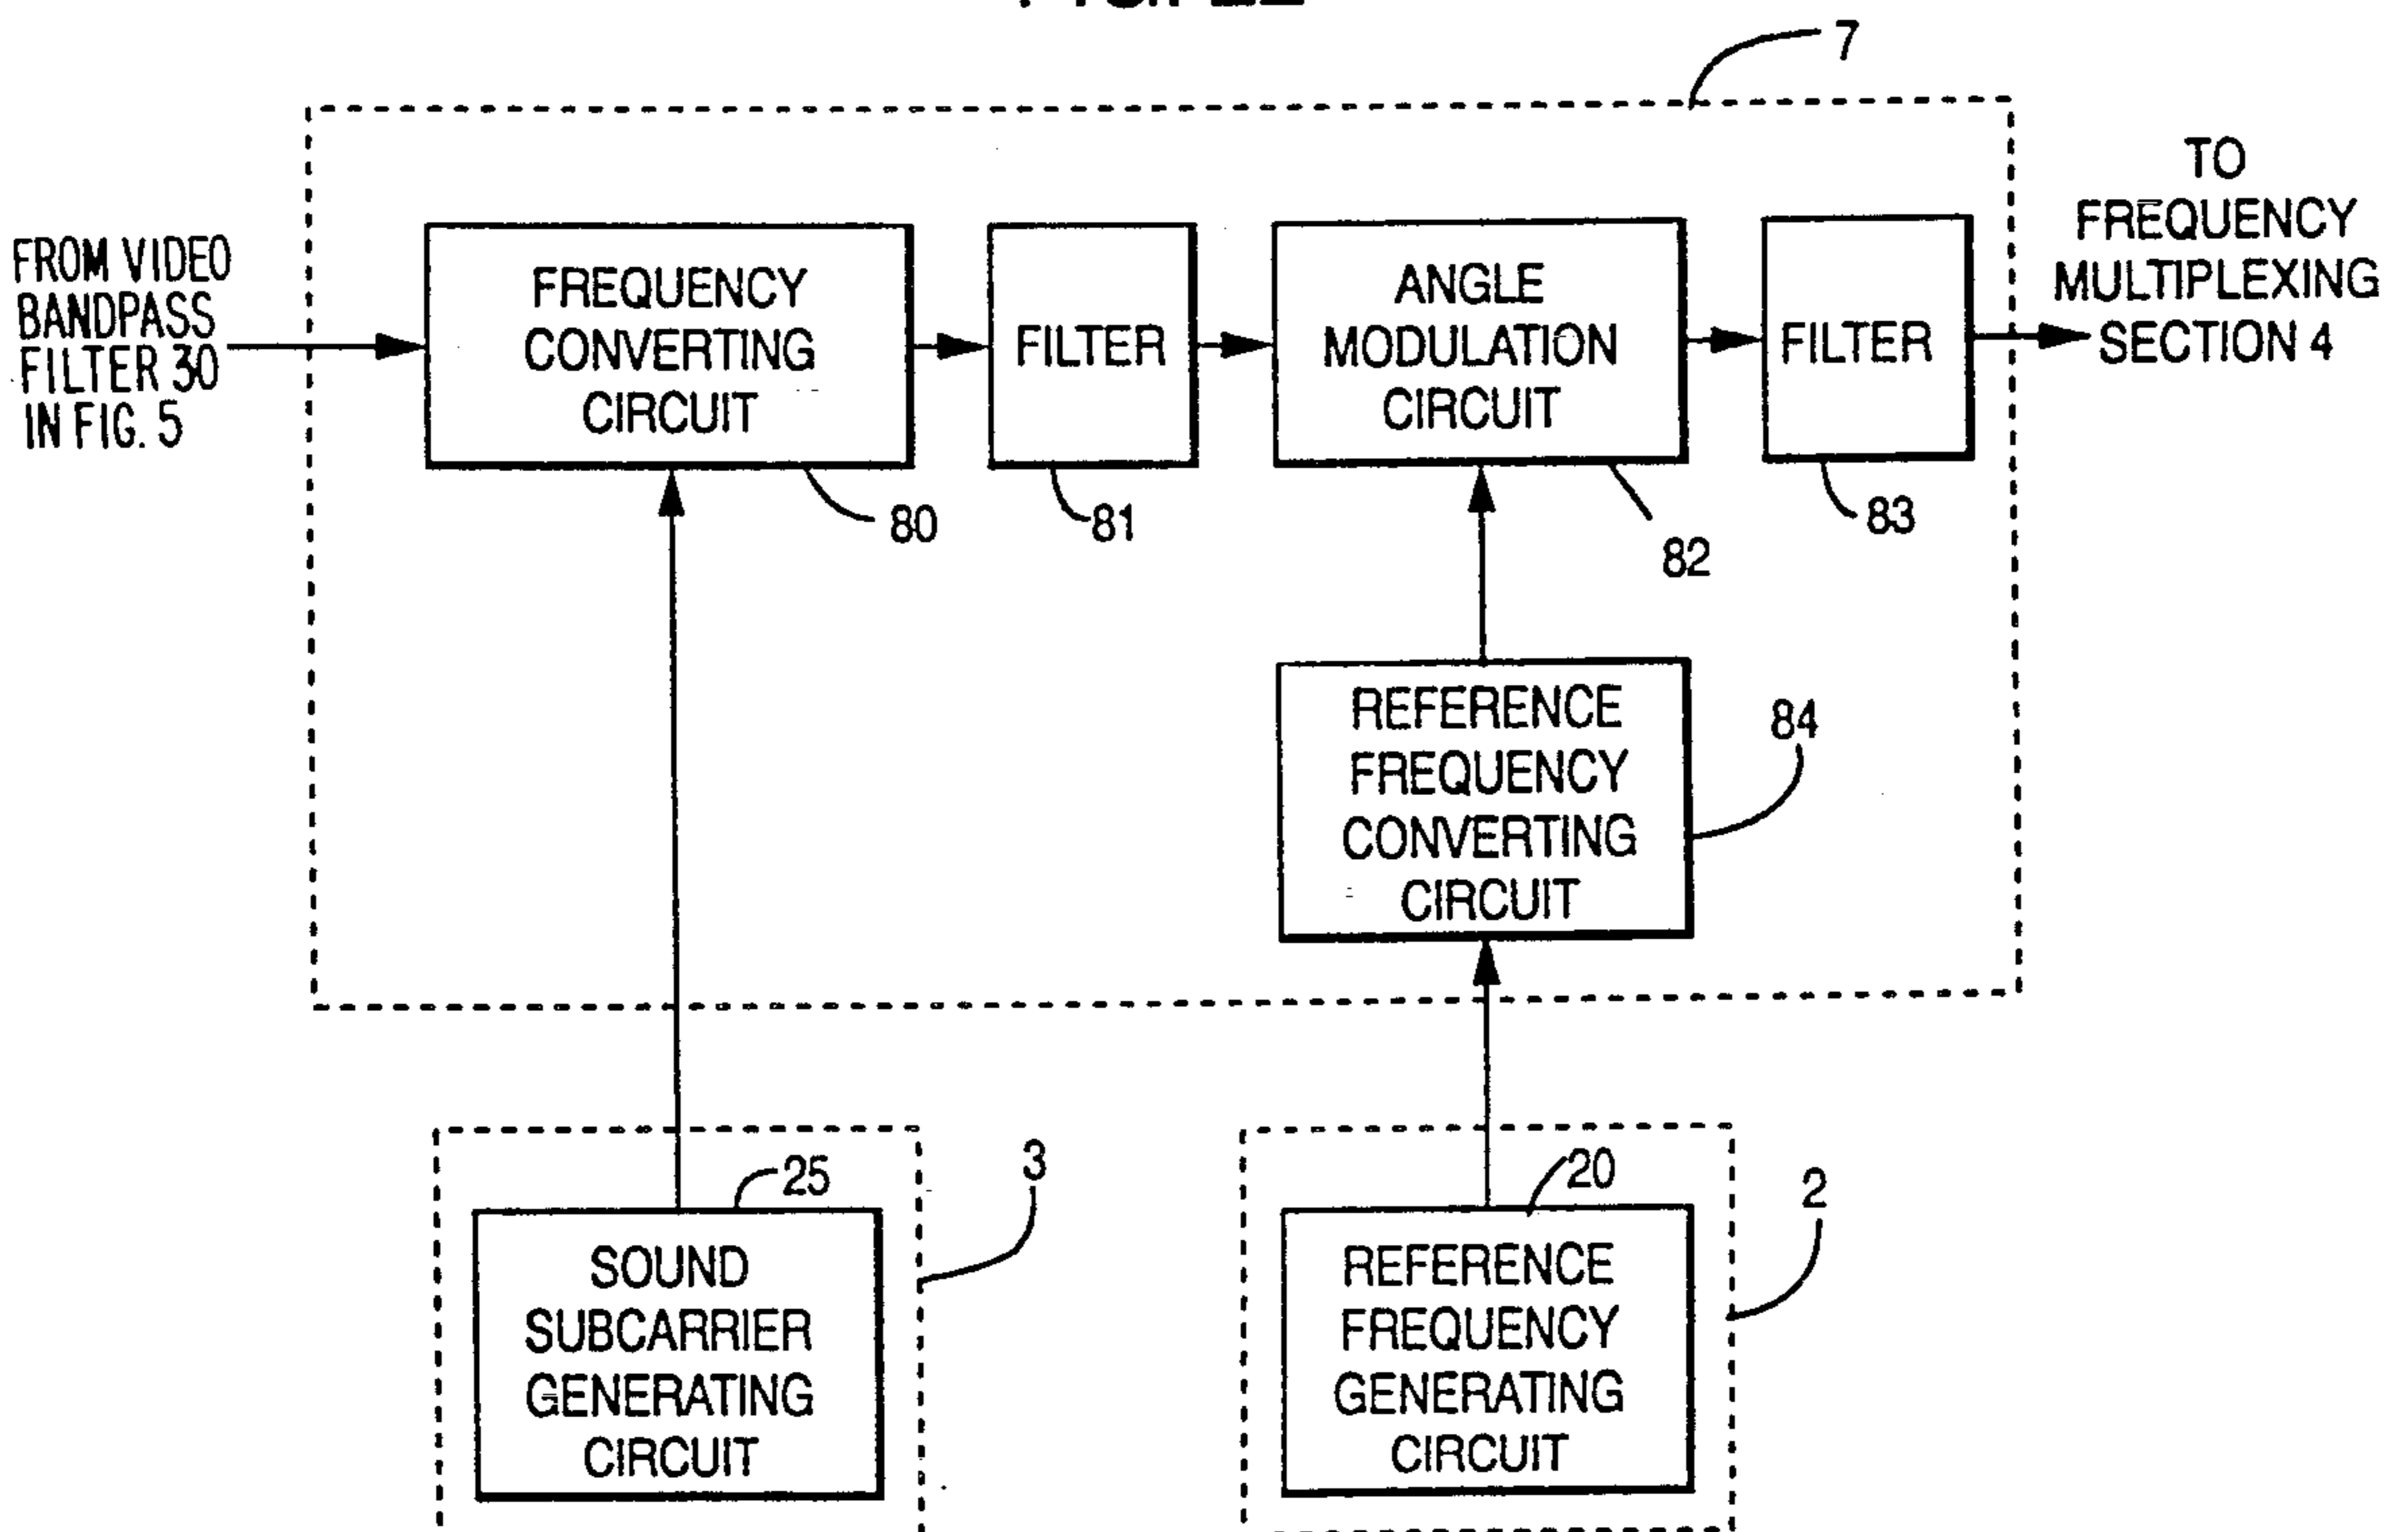 7
TO
FREQUENCY
MULTIPLEXING
SECTION 4
FROM VIDEO
BANDPASS
FILTER 30
IN FIG. 5
FREQUENCY
CONVERTING
CIRCUIT
80
FILTER
81
ANGLE
MODULATION
CIRCUIT
82
FILTER
83
REFERENCE
FREQUENCY
CONVERTING
CIRCUIT
84
3
25
SOUND
SUBCARRIER
GENERATING
CIRCUIT
2
20
REFERENCE
FREQUENCY
GENERATING
CIRCUIT